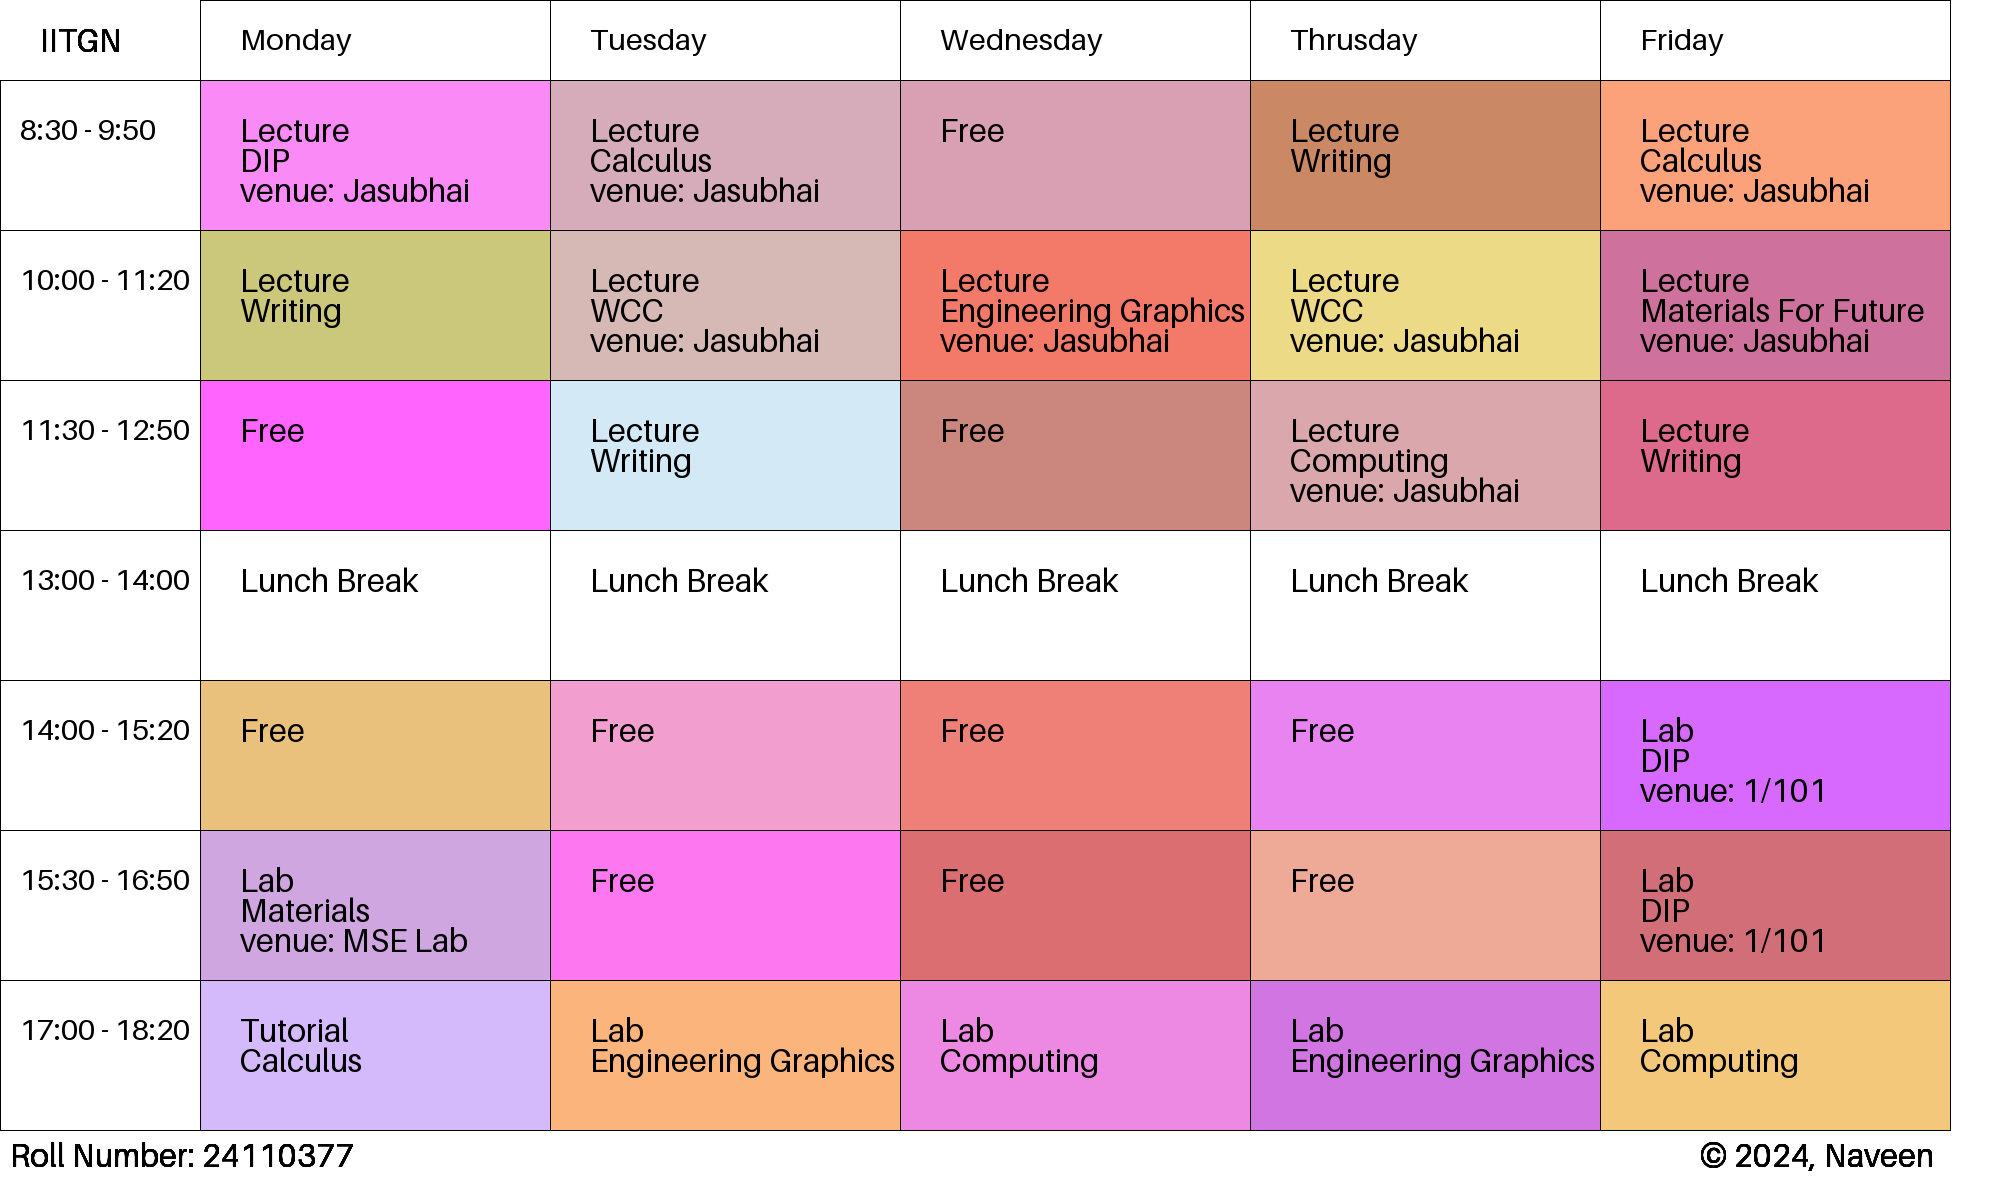 IITGN
Monday
Tuesday
Wednesday
Thrusday
Friday
8:30 - 9:50
Lecture
DIP
venue: Jasubhai
Lecture
Calculus
venue: Jasubhai
Free
Lecture
Writing
Lecture
Calculus
venue: Jasubhai
10:00 - 11:20
Lecture
Writing
Lecture
WCC
venue: Jasubhai
Lecture
Engineering Graphics
venue: Jasubhai
Lecture
WCC
venue: Jasubhai
Lecture
Materials For Future
venue: Jasubhai
11:30 - 12:50
Free
Lecture
Writing
Free
Lecture
Computing
venue: Jasubhai
Lecture
Writing
13:00 - 14:00
Lunch Break
Lunch Break
Lunch Break
Lunch Break
Lunch Break
14:00 - 15:20
Free
Free
Free
Free
Lab
DIP
venue: 1/101
15:30 - 16:50
Lab
Materials
venue: MSE Lab
Free
Free
Free
Lab
DIP
venue: 1/101
17:00 - 18:20
Tutorial
Calculus
Lab
Engineering Graphics
Lab
Computing
Lab
Engineering Graphics
Lab
Computing
Roll Number: 24110377
© 2024, Naveen